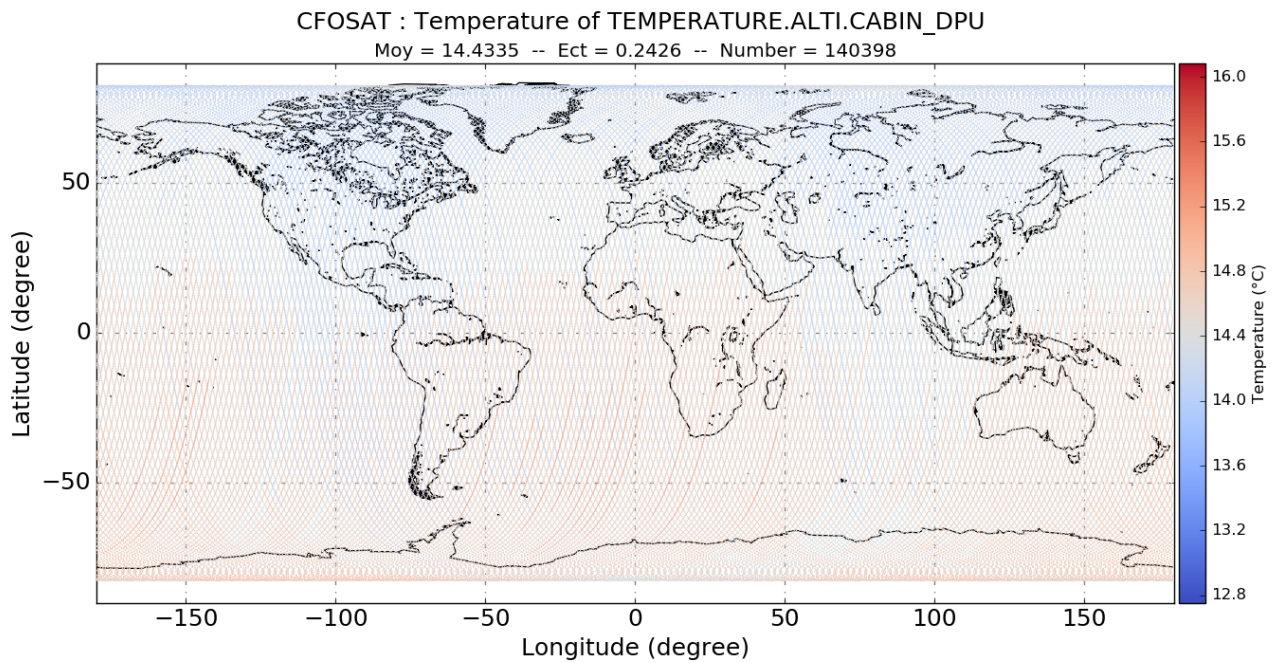 CFOSAT : Temperature of TEMPERATURE.ALTI.CABIN_DPU
Moy = 14.4335 -- Ect = 0.2426 -- Number = 140398
50
0
−50
Latitude (degree)
−150 −100 −50 0 50 100 150
Longitude (degree)
16.0
15.6
15.2
14.8
14.4
14.0
13.6
13.2
12.8
Temperature (°C)